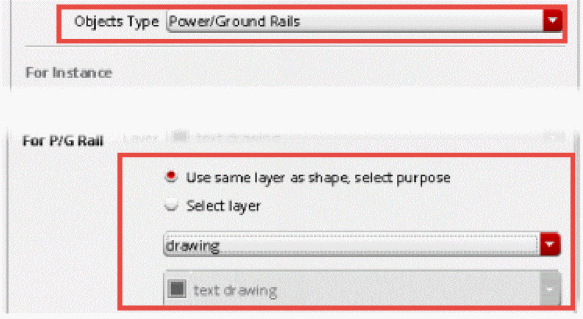 Objects Type Power/Ground Rails
For Instance
For P/G Rail Layer text drawing
Use same layer as shape, select purpose
Select layer
drawing
text drawing